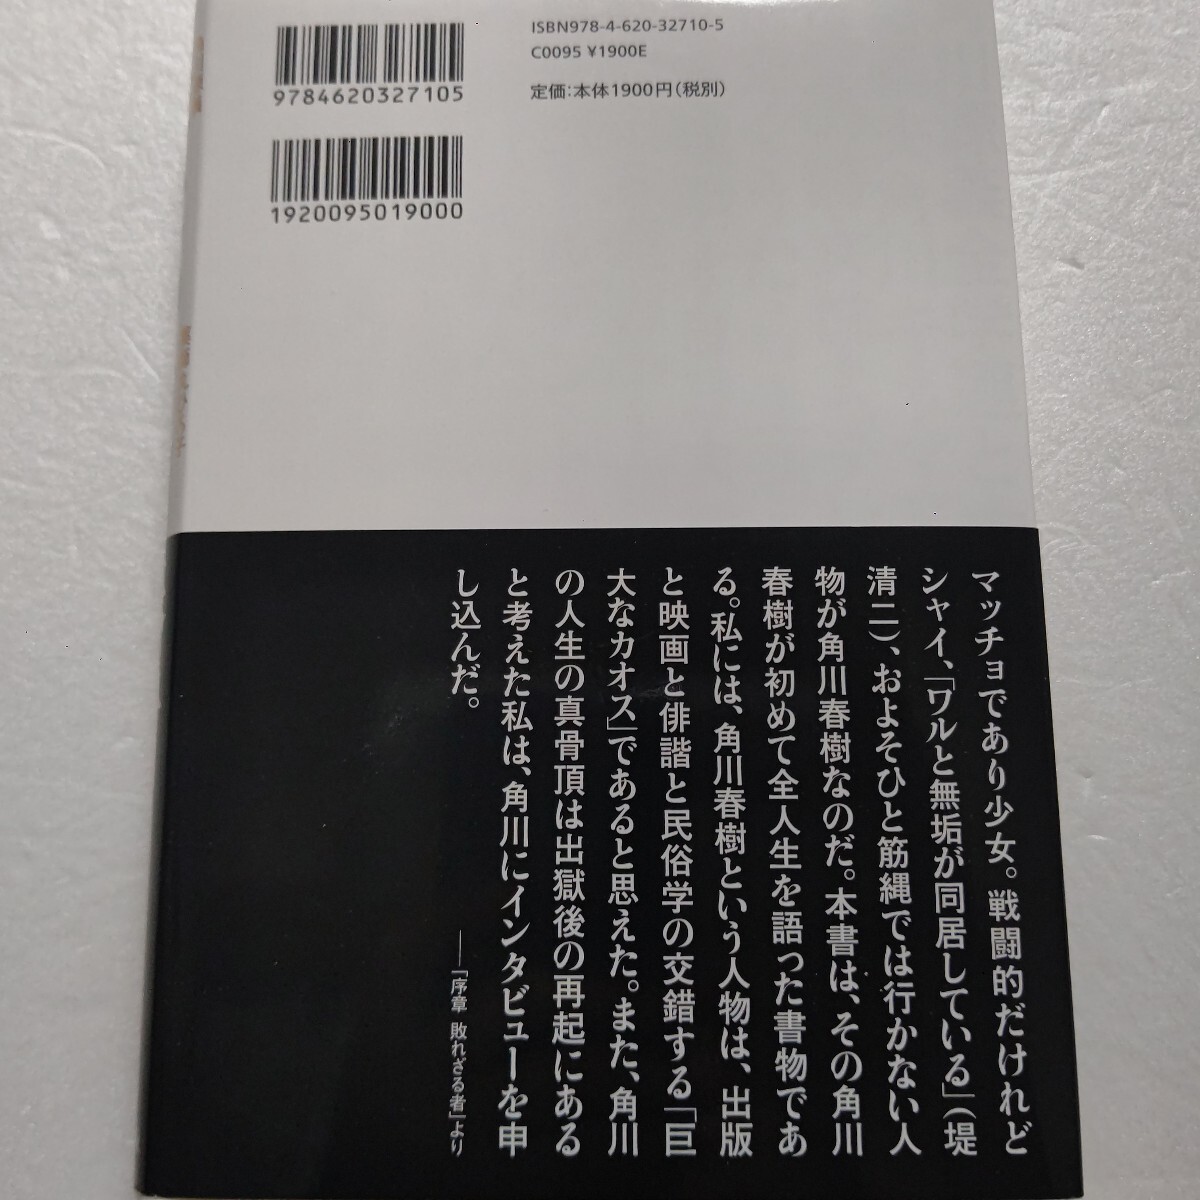 ISBN978-4-620-32710-5
C0095 ¥1900E
定価:本体1900円(税別)
9784620327105
1920095019000
マッチョであり少女。戦闘的だけれど
シャイ、「ワルと無垢が同居している」(堤
清二)、およそひと筋縄では行かない人
物が角川春樹なのだ。本書は、その角川
春樹が初めて全人生を語った書物であ
る。私には、角川春樹という人物は、出版
と映画と俳諧と民俗学の交錯する「巨
大なカオス」であると思えた。また、角川
の人生の真骨頂は出獄後の再起にある
と考えた私は、角川にインタビューを申
し込んだ。
──「序章 敗れざる者」より